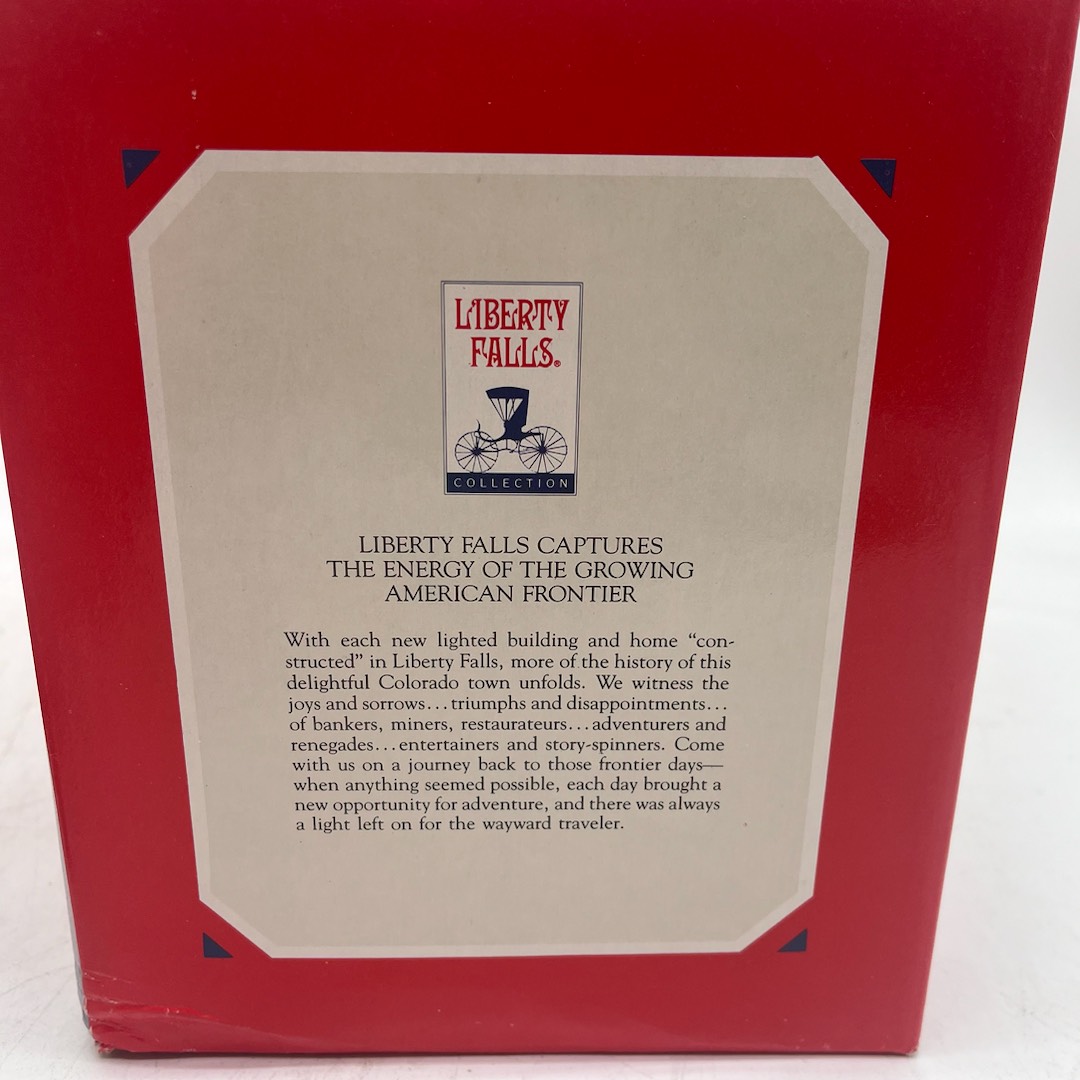 LIBERTY
FALLS®
COLLECTION
LIBERTY FALLS CAPTURES
THE ENERGY OF THE GROWING
AMERICAN FRONTIER
With each new lighted building and home “con-
structed” in Liberty Falls, more of the history of this
delightful Colorado town unfolds. We witness the
joys and sorrows...triumphs and disappointments...
of bankers, miners, restaurateurs...adventurers and
renegades...entertainers and story-spinners. Come
with us on a journey back to those frontier days—
when anything seemed possible, each day brought a
new opportunity for adventure, and there was always
a light left on for the wayward traveler.